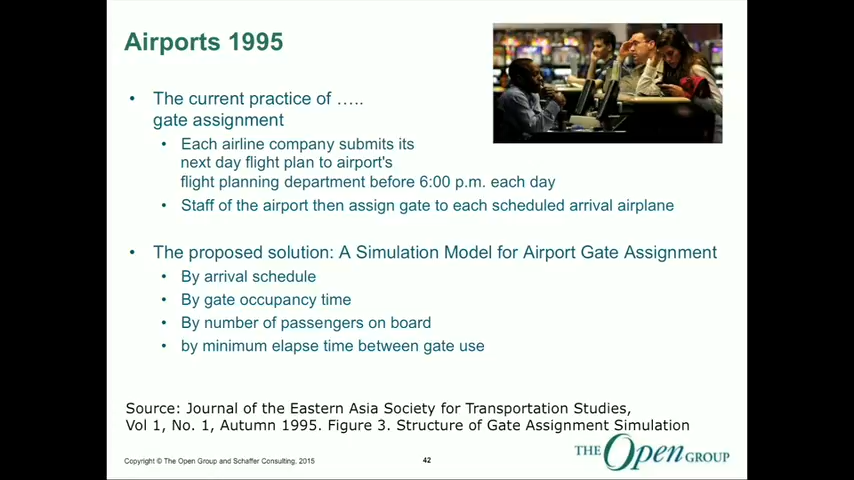 Airports 1995
• The current practice of …..
gate assignment
• Each airline company submits its
next day flight plan to airport's
flight planning department before 6:00 p.m. each day
• Staff of the airport then assign gate to each scheduled arrival airplane
• The proposed solution: A Simulation Model for Airport Gate Assignment
• By arrival schedule
• By gate occupancy time
• By number of passengers on board
• by minimum elapse time between gate use
Source: Journal of the Eastern Asia Society for Transportation Studies,
Vol 1, No. 1, Autumn 1995. Figure 3. Structure of Gate Assignment Simulation
Copyright © The Open Group and Schaffer Consulting, 2015
42
THE Open GROUP